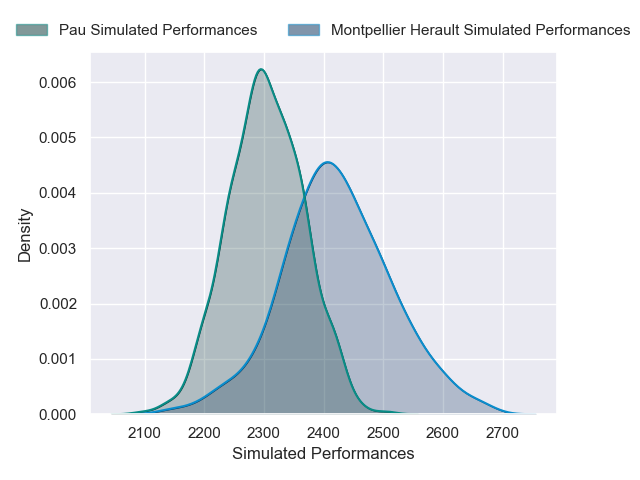 Pau Simulated Performances
Montpellier Herault Simulated Performances
0.006
0.005
0.004
0.003
0.002
0.001
0.000
Density
2100 2200 2300 2400 2500 2600 2700
Simulated Performances